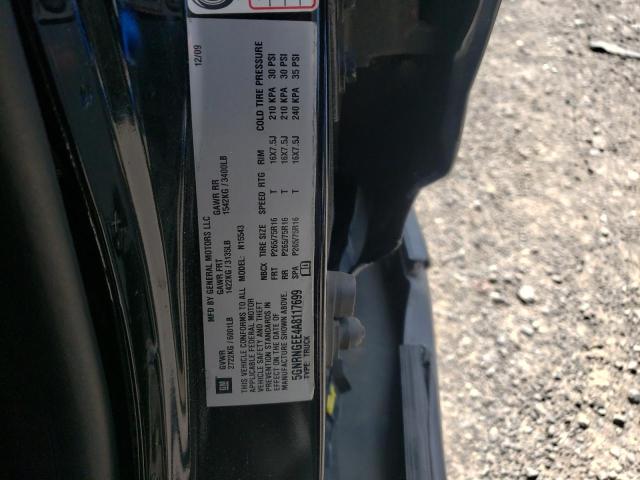 12/09
MFD BY GENERAL MOTORS LLC
GVWR GAWR FRT GAWR RR
2722KG / 6001LB 1422KG / 3135LB 1542KG / 3400LB
THIS VEHICLE CONFORMS TO ALL
APPLICABLE FEDERAL MOTOR
VEHICLE SAFETY AND THEFT
PREVENTION STANDARDS IN
EFFECT ON THE DATE OF
MANUFACTURE SHOWN ABOVE.
5GNRNGEE4A8117699
TYPE: TRUCK
MODEL: N15543
NBCX TIRE SIZE SPEED RTG RIM COLD TIRE PRESSURE
FRT P265/75R16 T 16X7.5J 210 KPA 30 PSI
RR P265/75R16 T 16X7.5J 210 KPA 30 PSI
SPA P265/75R16 T 16X7.5J 240 KPA 35 PSI
GM